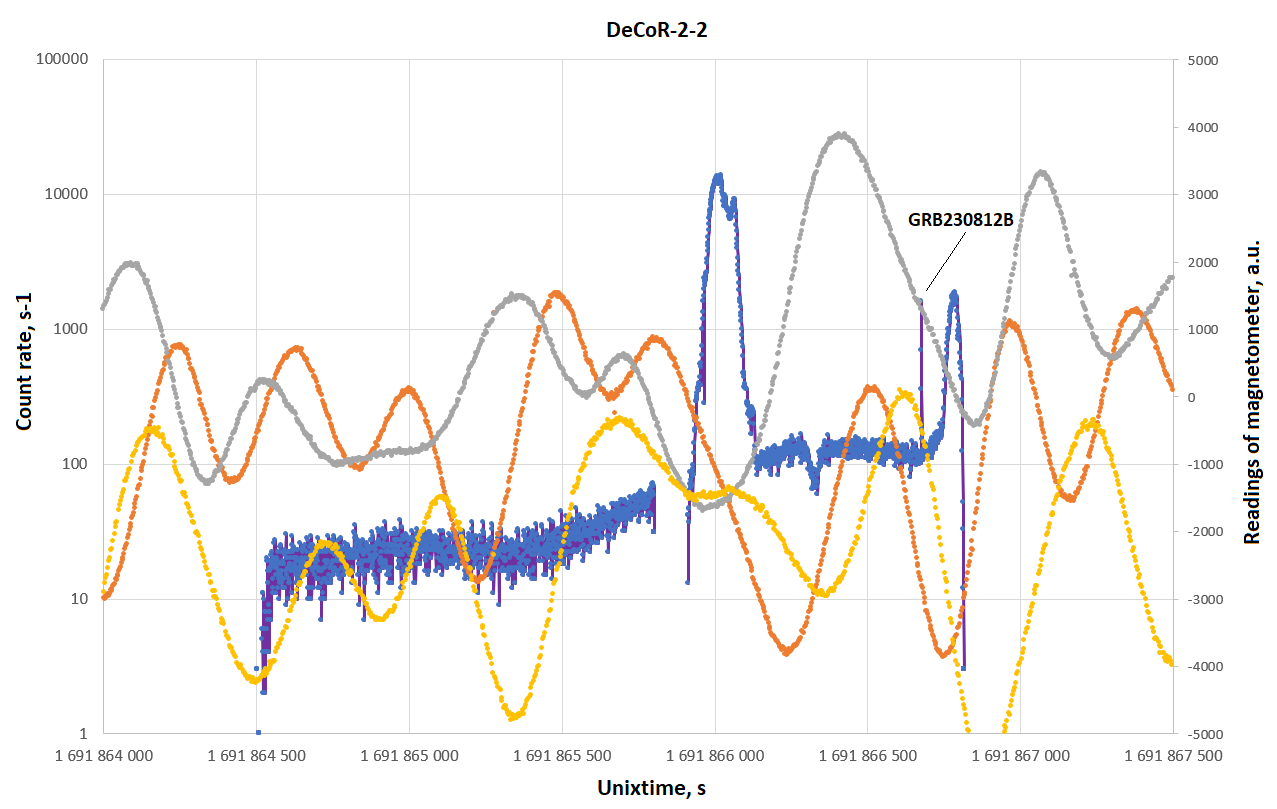 DeCoR-2-2
100000
10000
1000
100
10
1
Count rate, s-1
5000
4000
3000
2000
1000
0
-1000
-2000
-3000
-4000
-5000
Readings of magnetometer, a.u.
GRB230812B
1 691 864 000
1 691 864 500
1 691 865 000
1 691 865 500
1 691 866 000
1 691 866 500
1 691 867 000
1 691 867 500
Unixtime, s